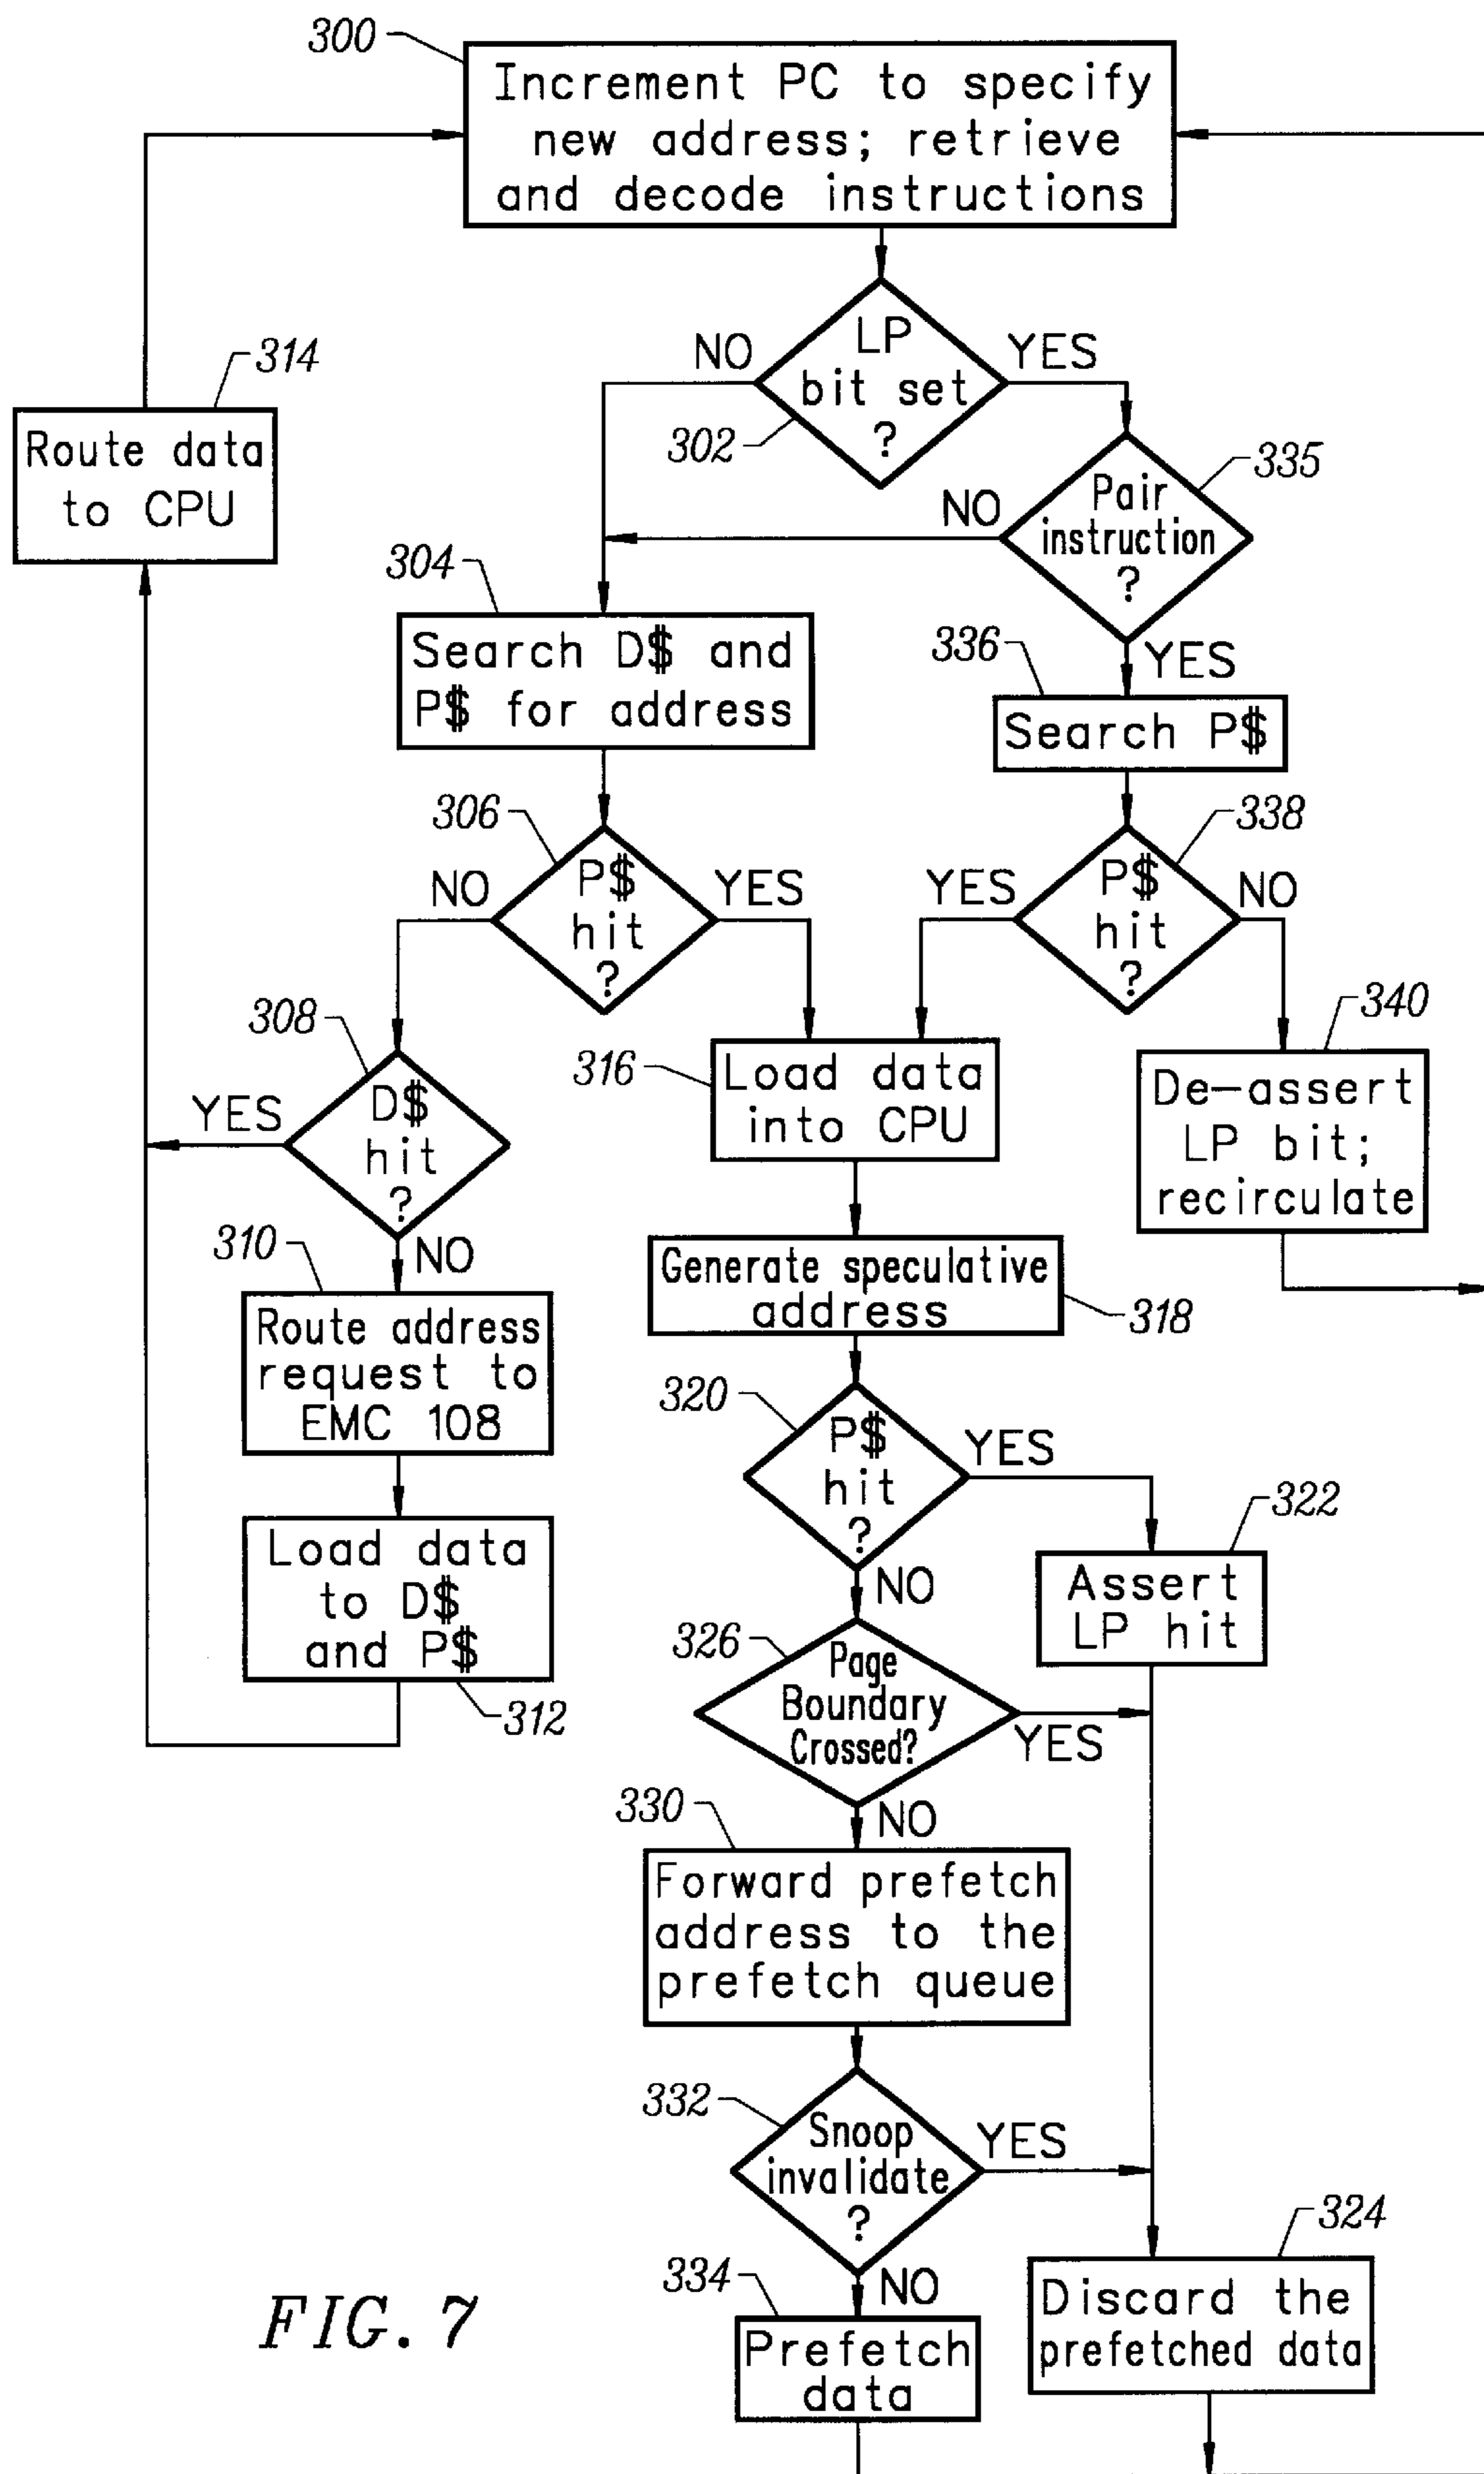 300
Increment PC to specify
new address; retrieve
and decode instructions
314
Route data
to CPU
NO
LP
bit set
?
YES
302
335
Pair
instruction
?
NO
YES
304
Search D$ and
P$ for address
336
Search P$
306
P$
hit
?
NO
YES
338
P$
hit
?
YES
NO
308
D$
hit
?
YES
NO
316
Load data
into CPU
340
De-assert
LP bit;
recirculate
310
Route address
request to
EMC 108
Generate speculative
address
318
320
P$
hit
?
YES
NO
322
Assert
LP hit
Load data
to D$
and P$
312
326
Page
Boundary
Crossed?
YES
NO
330
Forward prefetch
address to the
prefetch queue
332
Snoop
invalidate
?
YES
NO
324
Discard the
prefetched data
334
Prefetch
data
FIG. 7